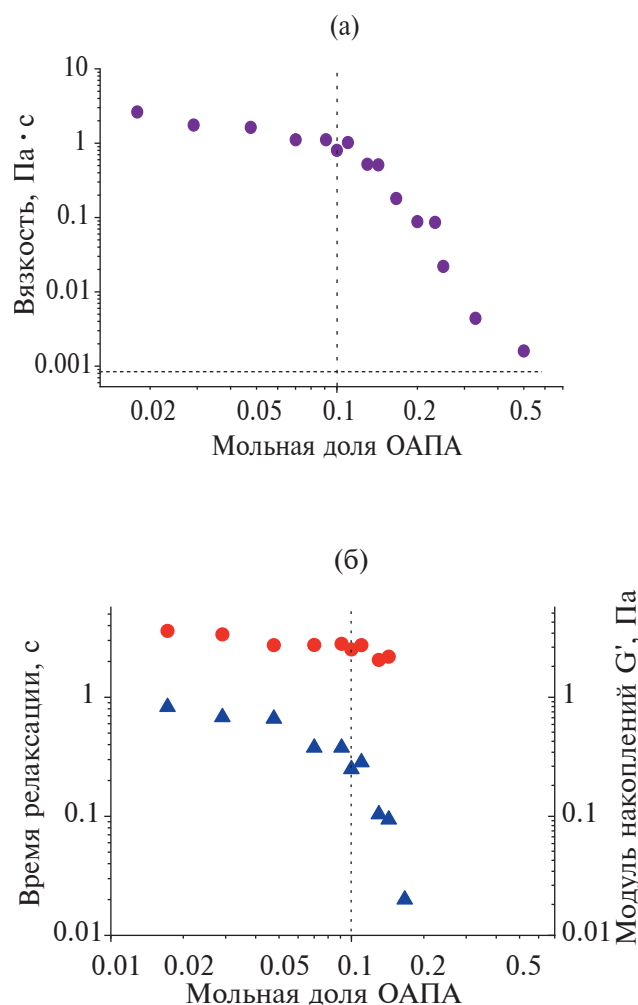 (а)
10
1
0.1
0.01
0.001
Вязкость, Па · с
0.02 0.05 0.1 0.2 0.5
Мольная доля ОАПА
(б)
1
0.1
0.01
Время релаксации, с
1
0.1
0.01
Модуль накоплений G', Па
0.01 0.02 0.05 0.1 0.2 0.5
Мольная доля ОАПА